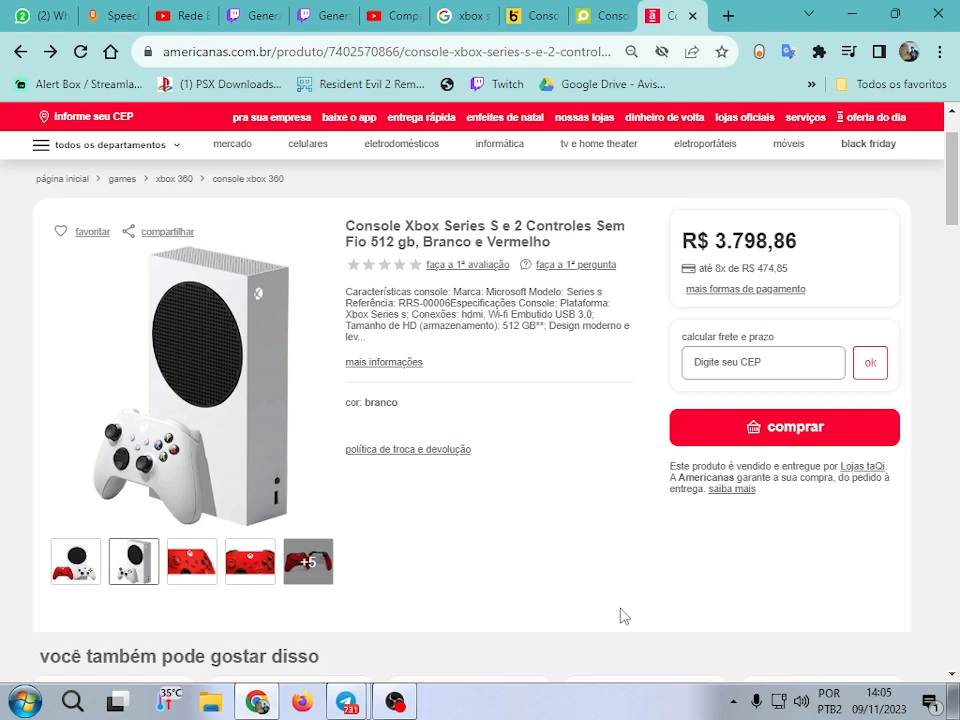 (2) Wh
Speech
Rede E
Genera
Genera
Comp
xbox s
Conso
Conso
Co
americanas.com.br/produto/7402570866/console-xbox-series-s-e-2-control...
Alert Box / Streamla...
(1) PSX Downloads...
Resident Evil 2 Rem...
Twitch
Google Drive - Avis...
»
Todos os favoritos
informe seu CEP
pra sua empresa baixe o app entrega rápida enfeites de natal nossas lojas dinheiro de volta lojas oficiais serviços oferta do dia
todos os departamentos
mercado celulares eletrodomésticos informática tv e home theater eletroportáteis móveis black friday
página inicial > games > xbox 360 > console xbox 360
favoritar
compartilhar
Console Xbox Series S e 2 Controles Sem
Fio 512 gb, Branco e Vermelho
faça a 1ª avaliação
faça a 1ª pergunta
Características console: Marca: Microsoft Modelo: Series s
Referência: RRS-00006Especificações Console: Plataforma:
Xbox Series s; Conexões: hdmi, Wi-fi Embutido USB 3.0;
Tamanho de HD (armazenamento): 512 GB**; Design moderno e
lev...
mais informações
cor: branco
política de troca e devolução
+5
R$ 3.798,86
até 8x de R$ 474,85
mais formas de pagamento
calcular frete e prazo
Digite seu CEP
ok
comprar
Este produto é vendido e entregue por Lojas taQi.
A Americanas garante a sua compra, do pedido à
entrega. saiba mais
você também pode gostar disso
35°C
731
POR
PTB2
14:05
09/11/2023
1